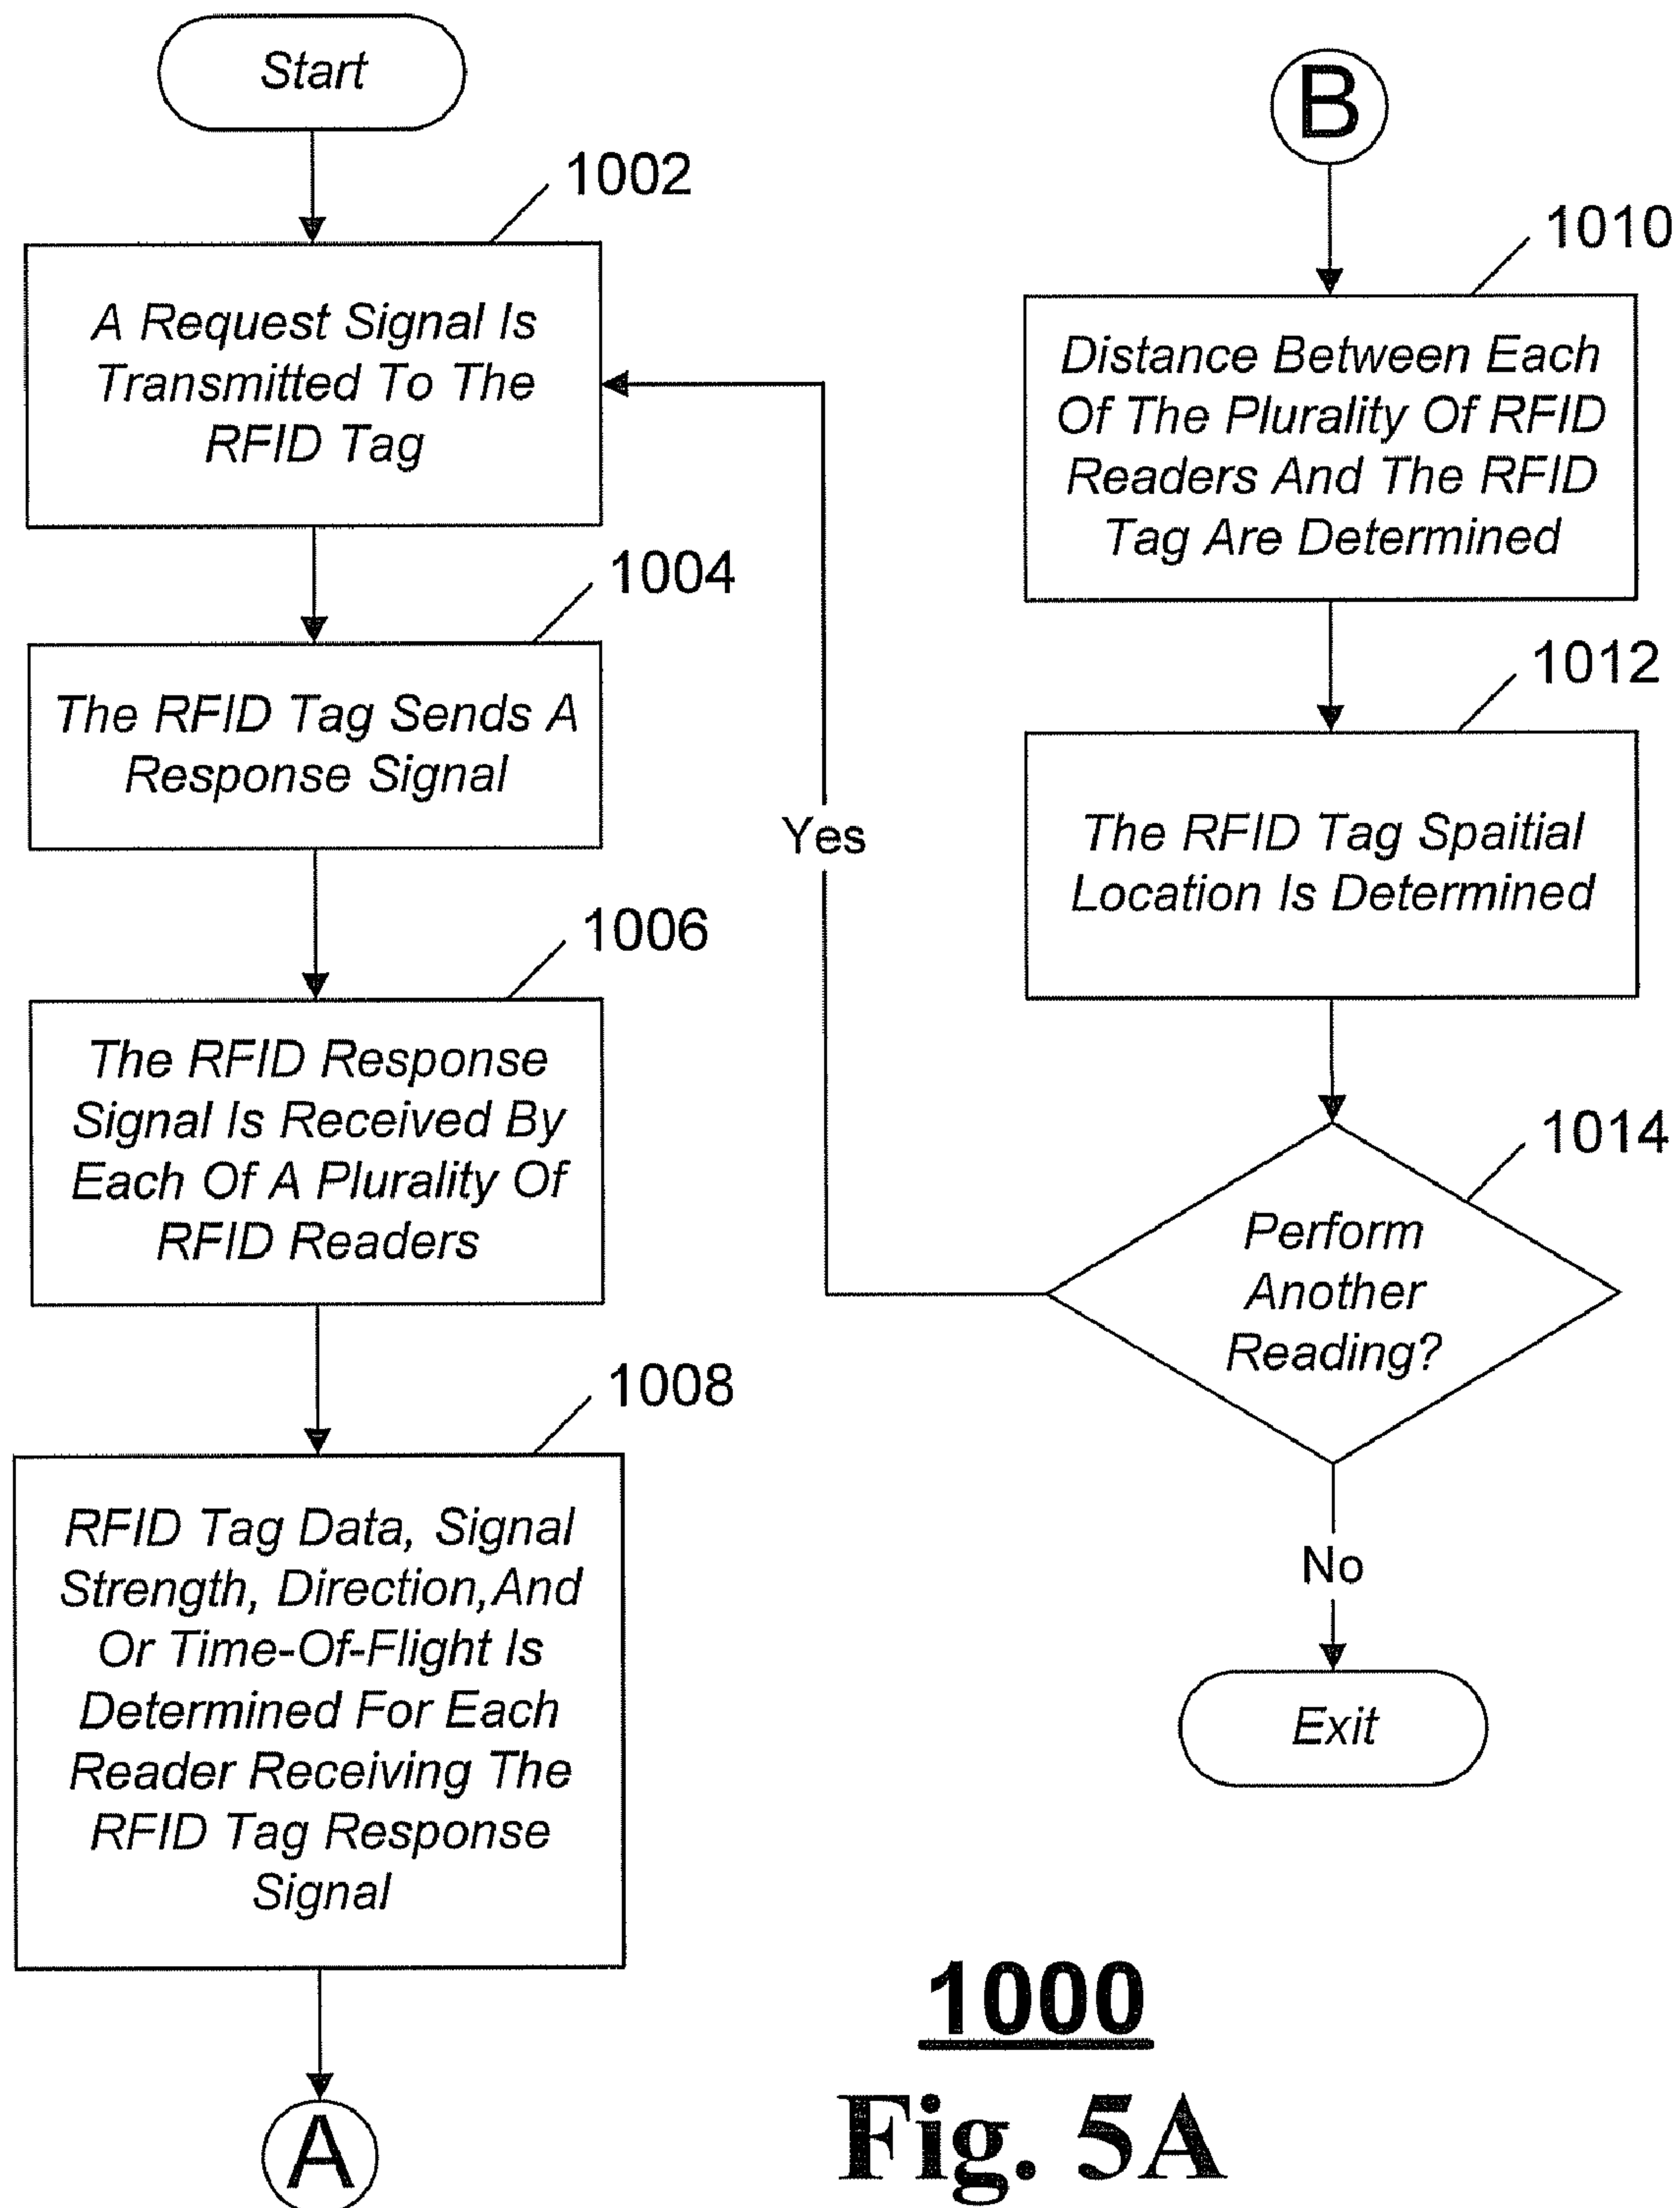 Start
1002
A Request Signal Is
Transmitted To The
RFID Tag
1004
The RFID Tag Sends A
Response Signal
1006
The RFID Response
Signal Is Received By
Each Of A Plurality Of
RFID Readers
1008
RFID Tag Data, Signal
Strength, Direction,And
Or Time-Of-Flight Is
Determined For Each
Reader Receiving The
RFID Tag Response
Signal
A
B
1010
Distance Between Each
Of The Plurality Of RFID
Readers And The RFID
Tag Are Determined
1012
The RFID Tag Spaitial
Location Is Determined
1014
Perform
Another
Reading?
Yes
No
Exit
1000
Fig. 5A